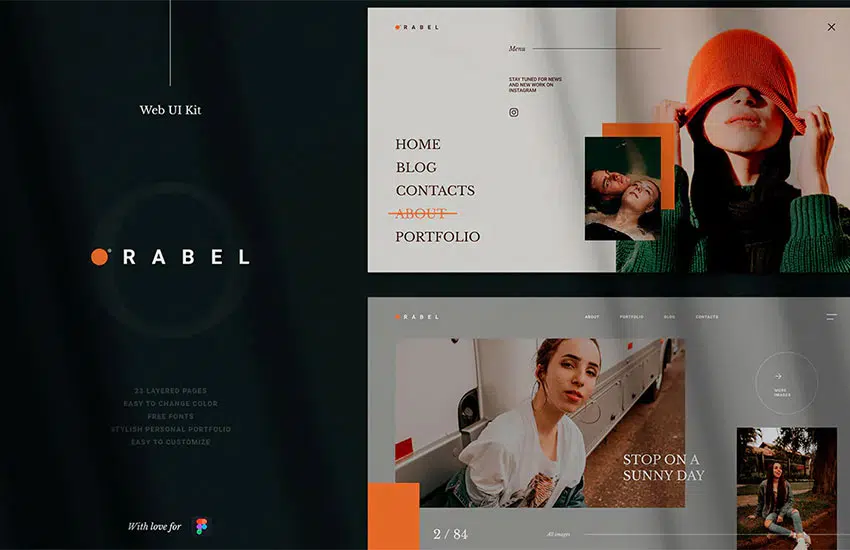 Web UI Kit
RABEL
23 LAYERED PAGES
EASY TO CHANGE COLOR
FREE FONTS
STYLISH PERSONAL PORTFOLIO
EASY TO CUSTOMIZE
With love for
RABEL
Menu
STAY TUNED FOR NEWS
AND NEW WORK ON
INSTAGRAM
HOME
BLOG
CONTACTS
ABOUT
PORTFOLIO
RABEL
ABOUT PORTFOLIO BLOG CONTACTS
MORE
IMAGES
STOP ON A
SUNNY DAY
2 / 84
All images